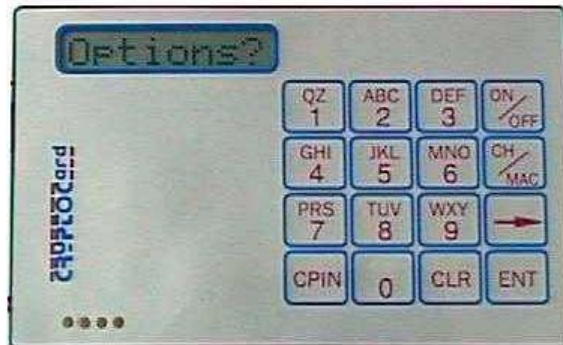 Options?
QZ ABC DEF ON/OFF
1 2 3
GHI JKL MNO CH/MAC
4 5 6
PRS TUV WXY
7 8 9
CPIN 0 CLR ENT
CRYPTOCard